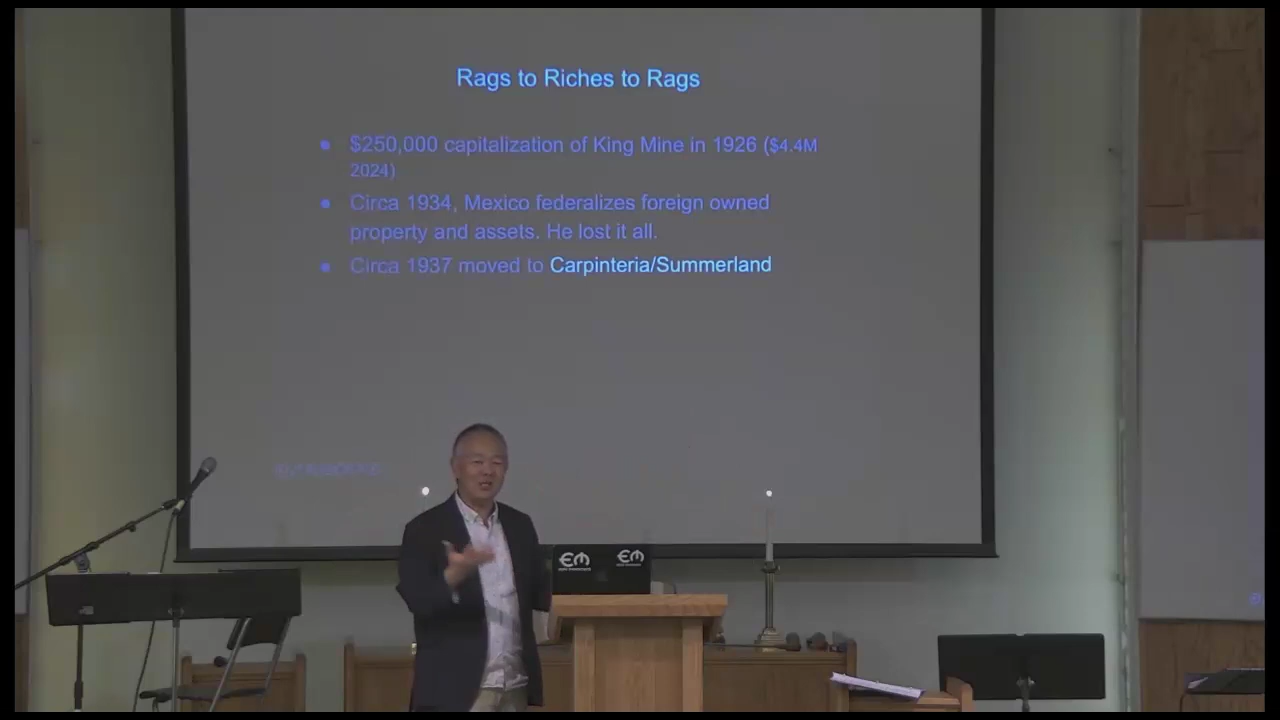 Rags to Riches to Rags
• $250,000 capitalization of King Mine in 1926 ($4.4M
2024)
• Circa 1934, Mexico federalizes foreign owned
property and assets. He lost it all.
• Circa 1937 moved to Carpinteria/Summerland
EM
EM